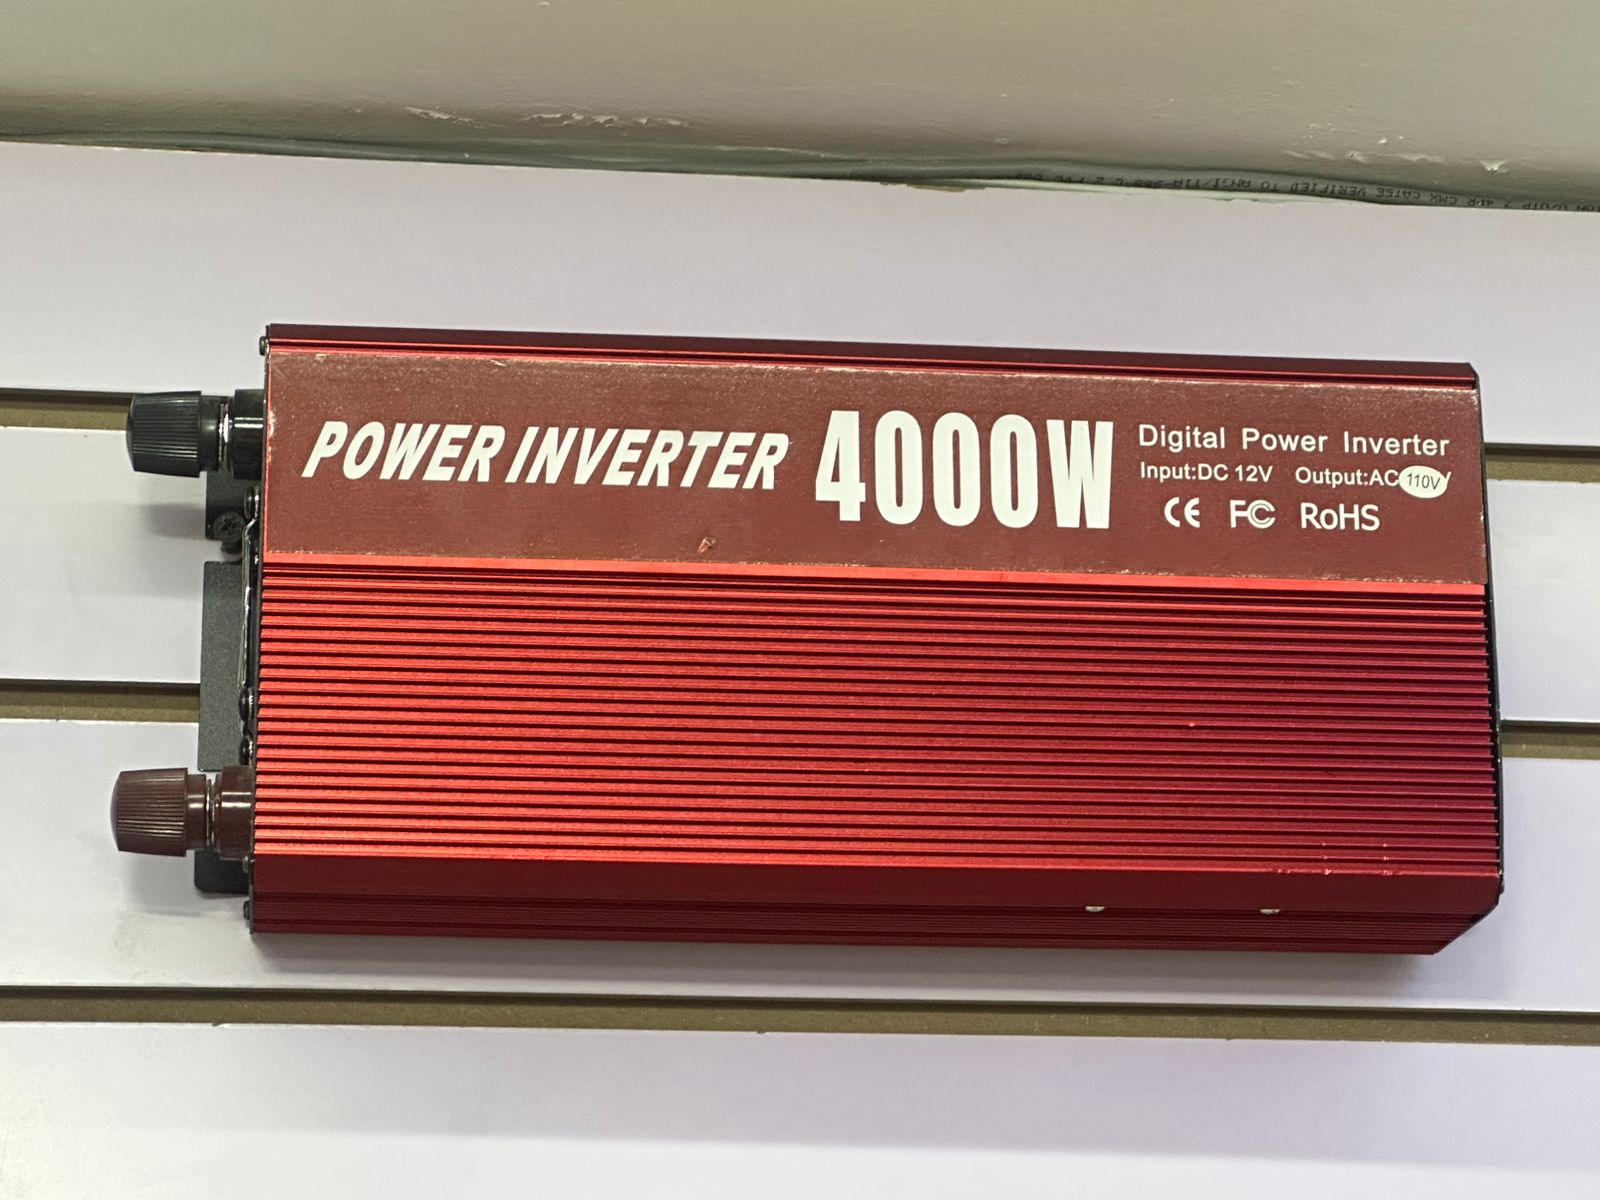 POWER INVERTER 4000W
Digital Power Inverter
Input:DC 12V Output:AC 110V
CE FC RoHS